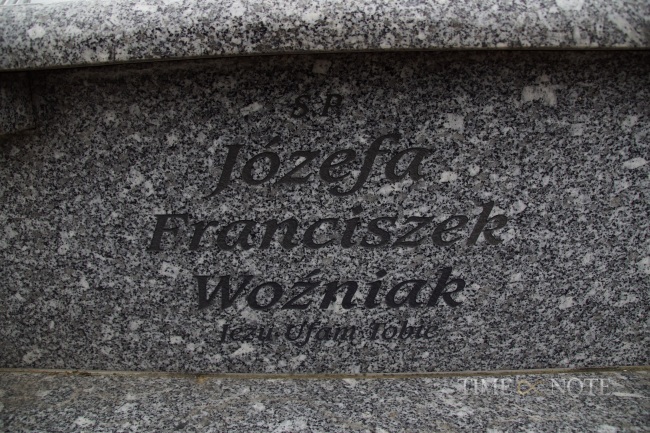 Ś.P.
Józefa
Franciszek
Woźniak
Jezu Ufam Tobie
TIME NOTE